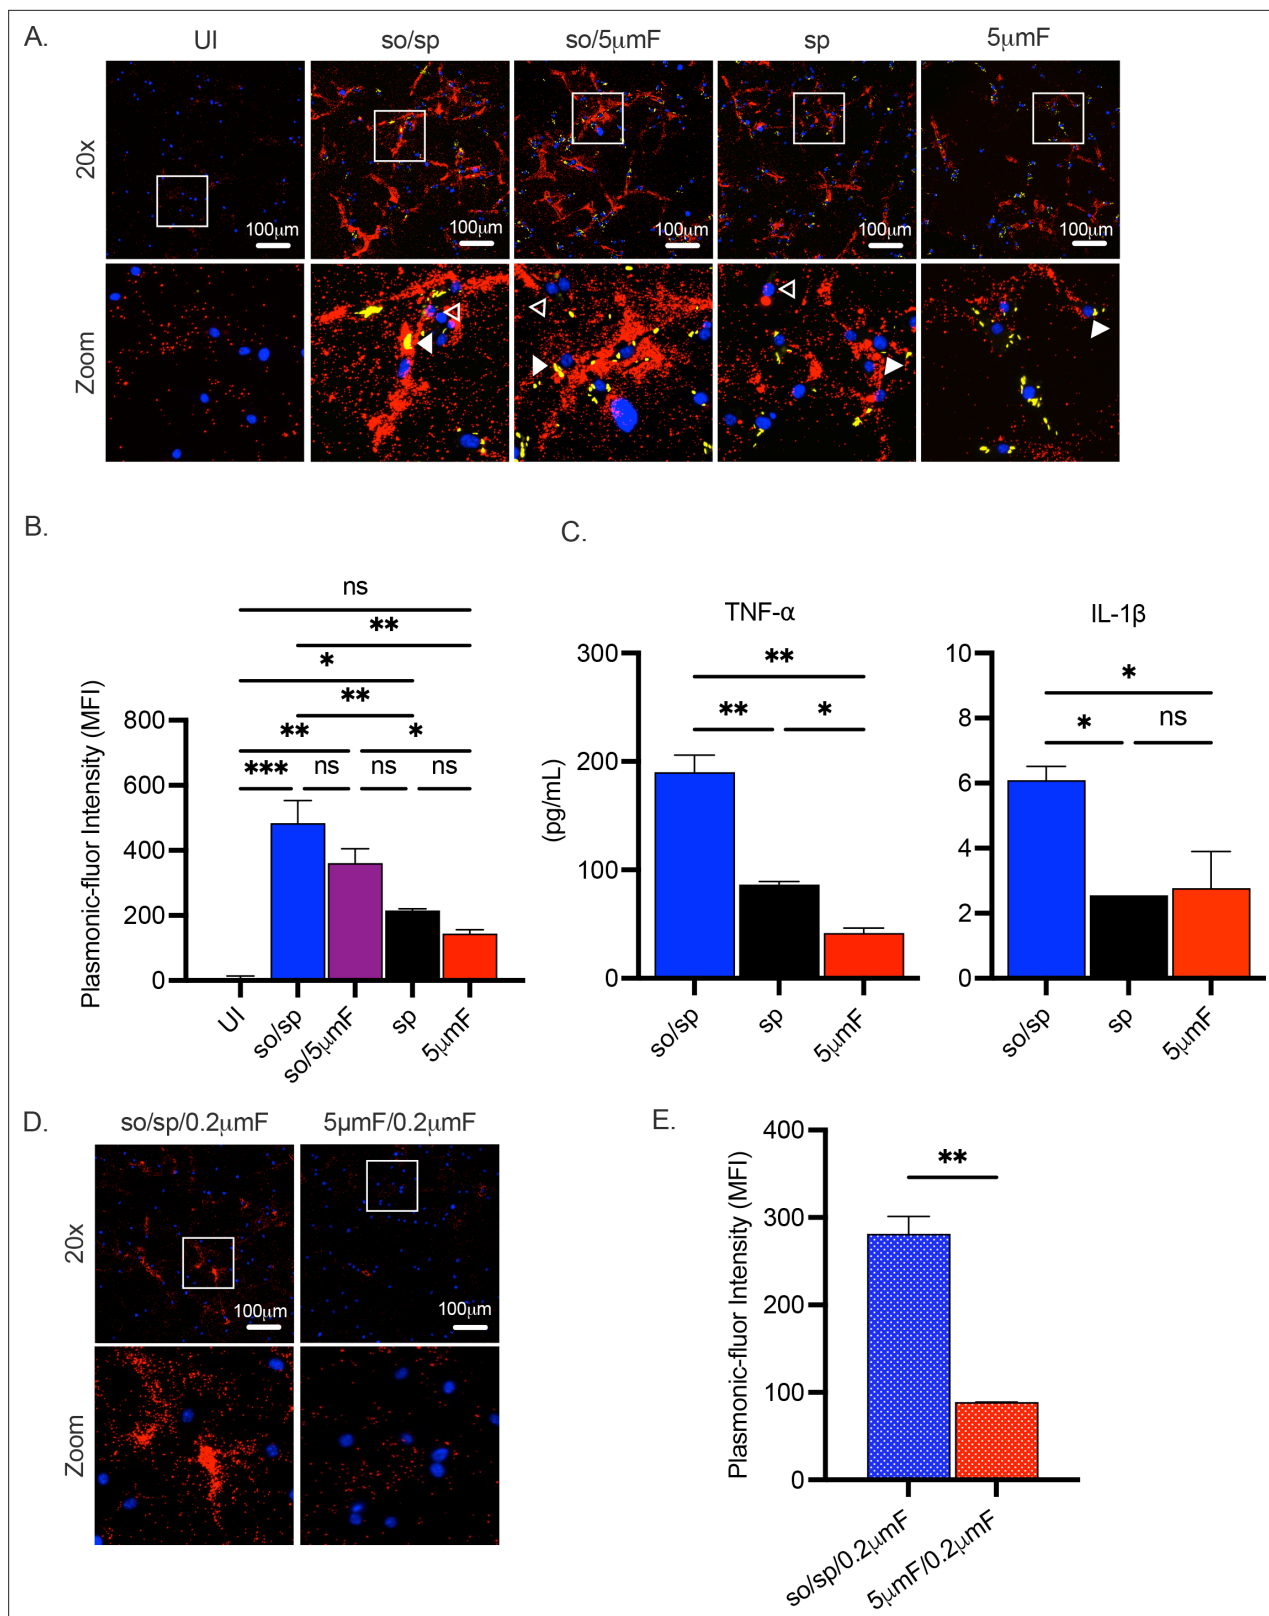 A.
UI so/sp so/5μmF sp 5μmF
20x
100μm 100μm 100μm 100μm 100μm
Zoom
B.
ns
**
*
**
** *
*** ns ns ns
Plasmonic-fluor Intensity (MFI)
800
600
400
200
0
UI so/sp so/5μmF sp 5μmF
C.
TNF-α
(pg/mL)
300
200
100
0
**
** *
so/sp sp 5μmF
IL-1β
10
8
6
4
2
0
*
* ns
so/sp sp 5μmF
D.
so/sp/0.2μmF 5μmF/0.2μmF
20x
100μm 100μm
Zoom
E.
Plasmonic-fluor Intensity (MFI)
400
300
200
100
0
**
so/sp/0.2μmF 5μmF/0.2μmF